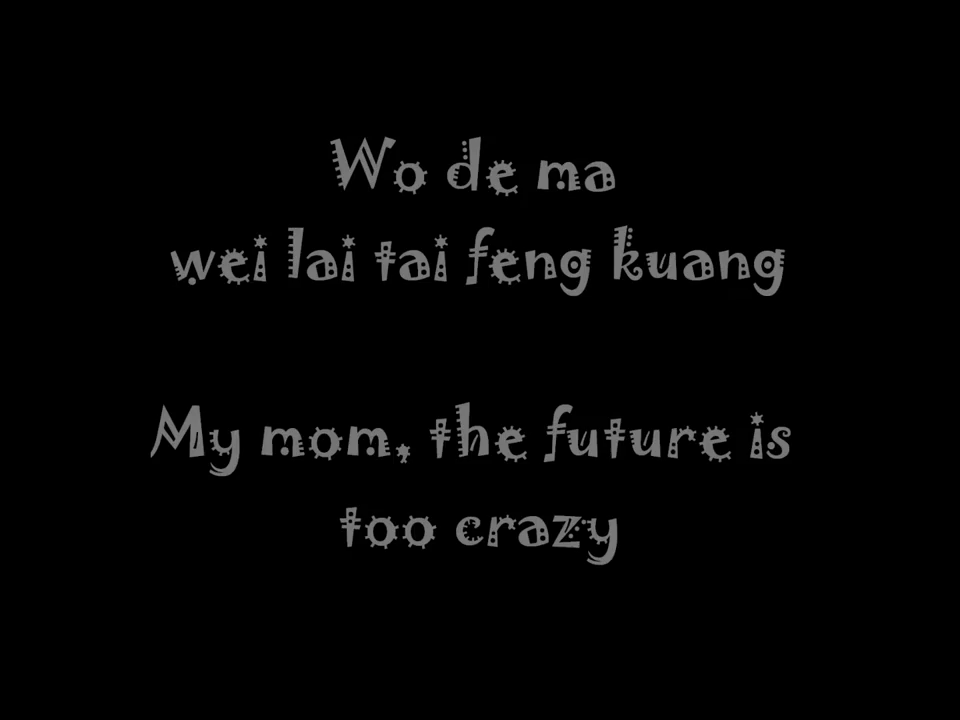 Wo de ma
wei lai tai feng kuang
My mom, the future is
too crazy